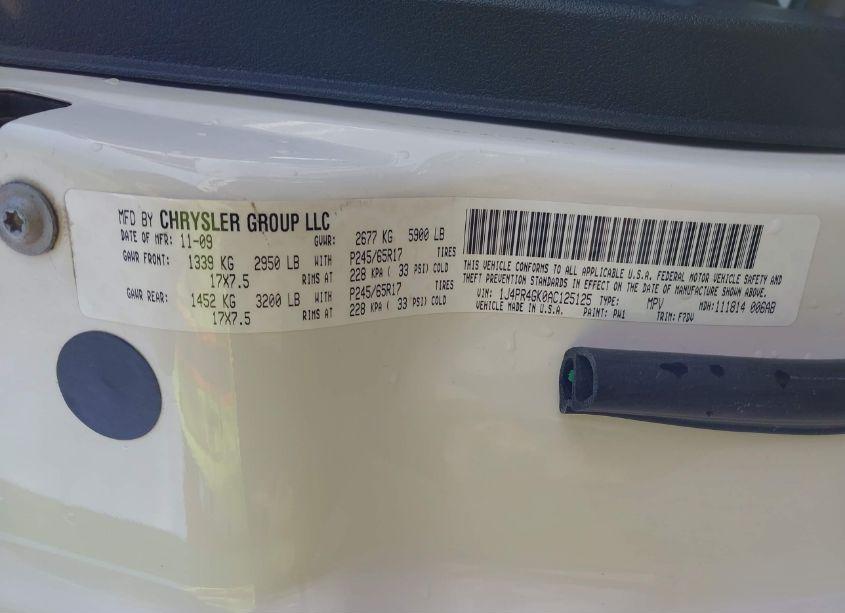 MFD BY CHRYSLER GROUP LLC
DATE OF MFR: 11-09 GVWR: 2677 KG 5900 LB
GAWR FRONT: 1339 KG 2950 LB WITH P245/65R17 TIRES
17X7.5 RIMS AT 228 KPA ( 33 PSI) COLD
GAWR REAR: 1452 KG 3200 LB WITH P245/65R17 TIRES
17X7.5 RIMS AT 228 KPA ( 33 PSI) COLD
THIS VEHICLE CONFORMS TO ALL APPLICABLE U.S.A. FEDERAL MOTOR VEHICLE SAFETY AND
THEFT PREVENTION STANDARDS IN EFFECT ON THE DATE OF MANUFACTURE SHOWN ABOVE.
VIN: 1J4PR4GK0AC125125 TYPE: MPV MDH:111814 006AB
VEHICLE MADE IN U.S.A. PAINT: PW1 TRIM: F7DV